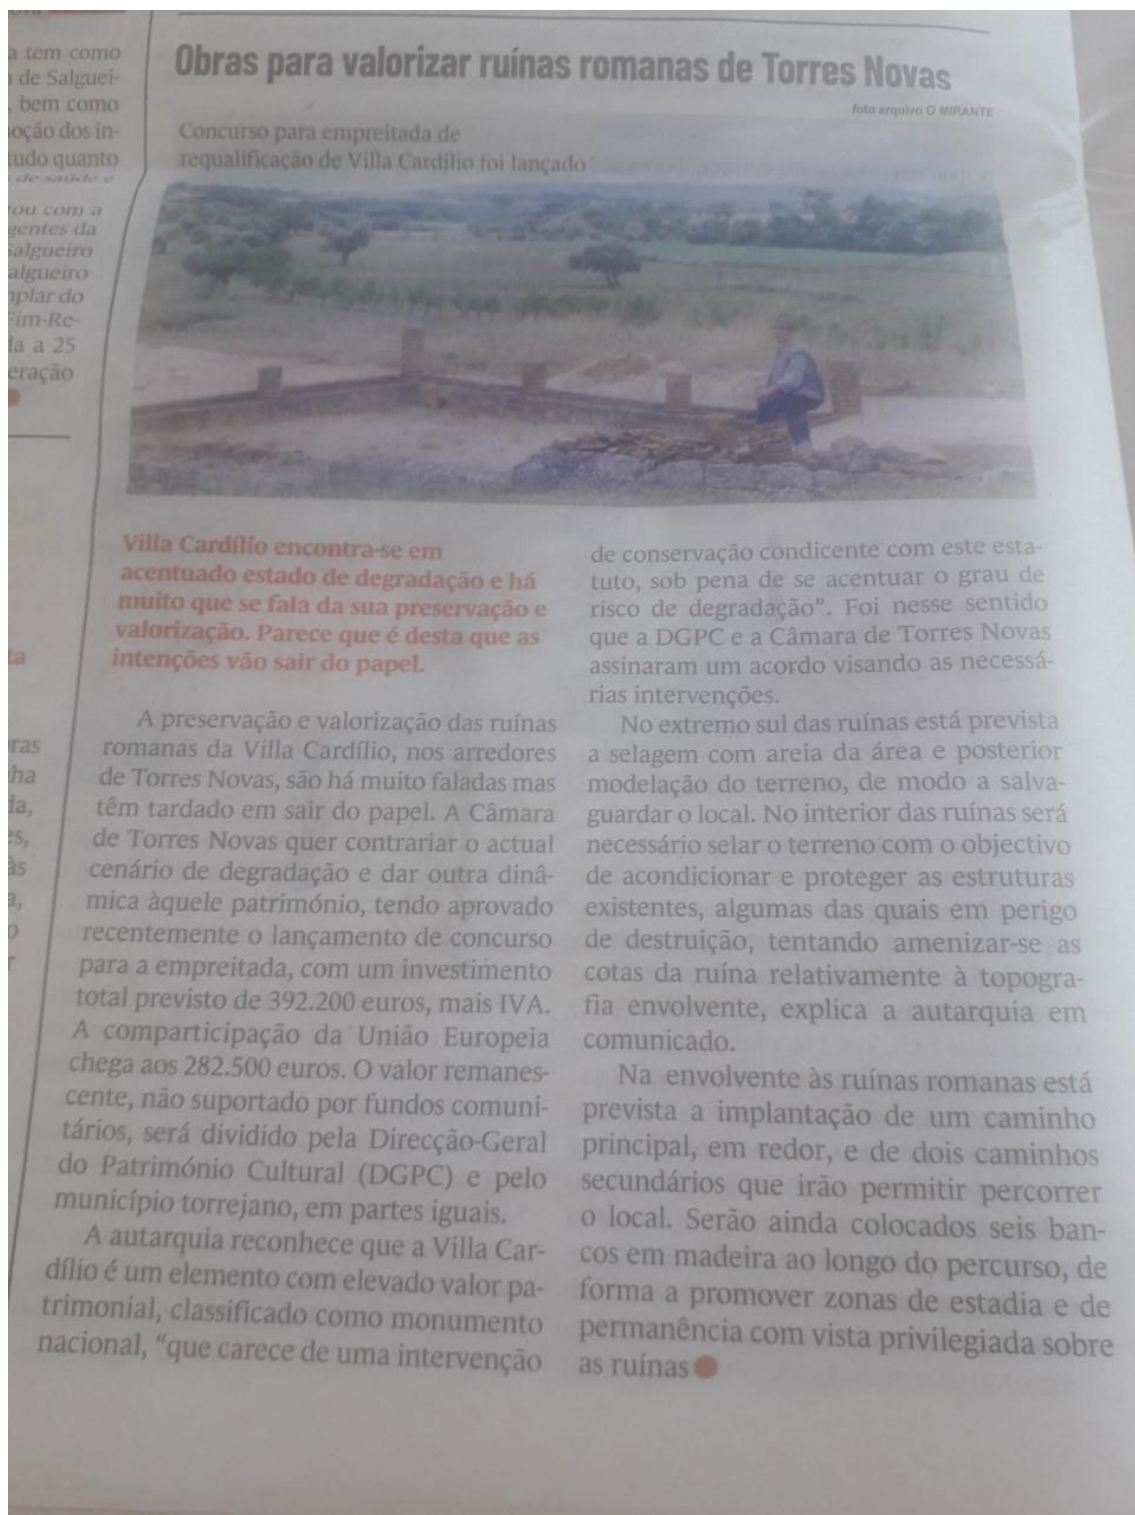 a tem como
de Salguei-
, bem como
oção dos in-
tudo quanto
de saúde e
tou com a
gentes da
Salgueiro
algueiro
plar do
Fim-Re-
la a 25
eração
ta
ras
ha
da,
es,
às
a,
o
r
Obras para valorizar ruínas romanas de Torres Novas
foto arquivo O MIRANTE
Concurso para empreitada de
requalificação de Villa Cardílio foi lançado
Villa Cardílio encontra-se em
acentuado estado de degradação e há
muito que se fala da sua preservação e
valorização. Parece que é desta que as
intenções vão sair do papel.
A preservação e valorização das ruínas
romanas da Villa Cardílio, nos arredores
de Torres Novas, são há muito faladas mas
têm tardado em sair do papel. A Câmara
de Torres Novas quer contrariar o actual
cenário de degradação e dar outra dinâ-
mica àquele património, tendo aprovado
recentemente o lançamento de concurso
para a empreitada, com um investimento
total previsto de 392.200 euros, mais IVA.
A comparticipação da União Europeia
chega aos 282.500 euros. O valor remanes-
cente, não suportado por fundos comuni-
tários, será dividido pela Direcção-Geral
do Património Cultural (DGPC) e pelo
município torrejano, em partes iguais.
A autarquia reconhece que a Villa Car-
dílio é um elemento com elevado valor pa-
trimonial, classificado como monumento
nacional, “que carece de uma intervenção
de conservação condicente com este esta-
tuto, sob pena de se acentuar o grau de
risco de degradação”. Foi nesse sentido
que a DGPC e a Câmara de Torres Novas
assinaram um acordo visando as necessá-
rias intervenções.
No extremo sul das ruínas está prevista
a selagem com areia da área e posterior
modelação do terreno, de modo a salva-
guardar o local. No interior das ruínas será
necessário selar o terreno com o objectivo
de acondicionar e proteger as estruturas
existentes, algumas das quais em perigo
de destruição, tentando amenizar-se as
cotas da ruína relativamente à topogra-
fia envolvente, explica a autarquia em
comunicado.
Na envolvente às ruínas romanas está
prevista a implantação de um caminho
principal, em redor, e de dois caminhos
secundários que irão permitir percorrer
o local. Serão ainda colocados seis ban-
cos em madeira ao longo do percurso, de
forma a promover zonas de estadia e de
permanência com vista privilegiada sobre
as ruínas